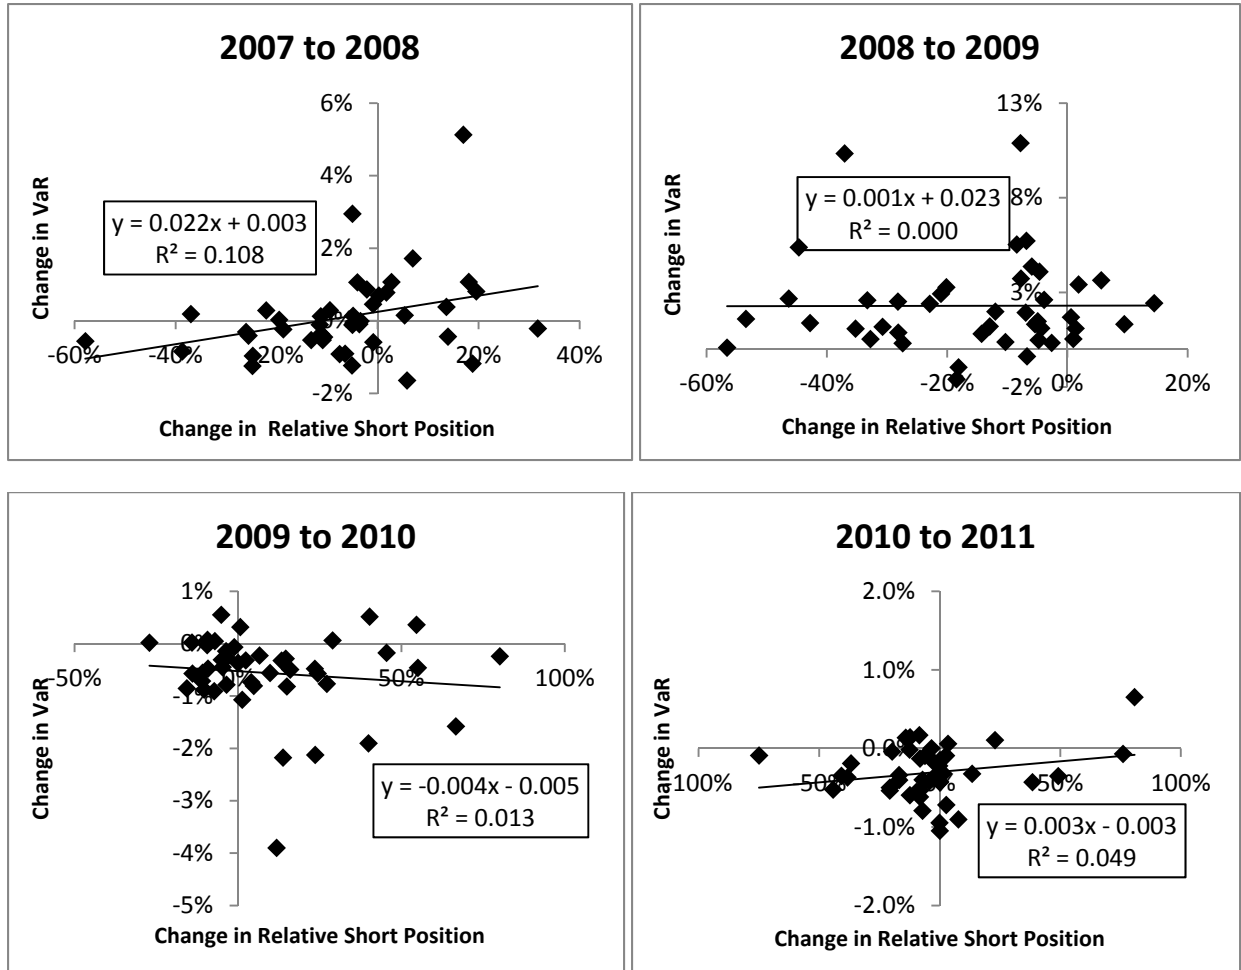 2007 to 2008
6%
4%
2%
0%
-2%
-60%
-40%
-20%
0%
20%
40%
y = 0.022x + 0.003
R² = 0.108
Change in VaR
Change in  Relative Short Position
2008 to 2009
13%
8%
3%
-2%
-60%
-40%
-20%
0%
20%
y = 0.001x + 0.023
R² = 0.000
Change in VaR
Change in Relative Short Position
2009 to 2010
1%
0%
-1%
-2%
-3%
-4%
-5%
-50%
0%
50%
100%
y = -0.004x - 0.005
R² = 0.013
Change in VaR
Change in Relative Short Position
2010 to 2011
2.0%
1.0%
0.0%
-1.0%
-2.0%
100%
50%
0%
50%
100%
y = 0.003x - 0.003
R² = 0.049
Change in VaR
Change in Relative Short Position